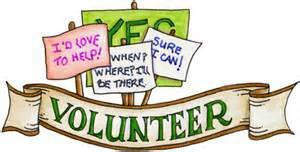 YES
I'D LOVE
TO HELP!
WHEN?
WHERE? I'LL
BE THERE.
SURE
I CAN!
VOLUNTEER